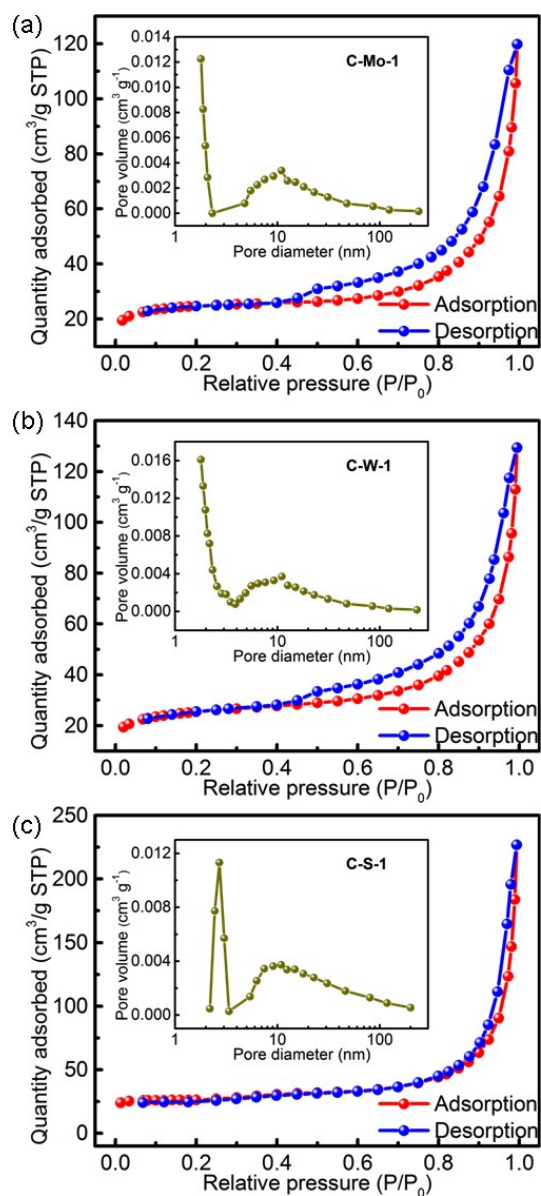 (a)
Quantity adsorbed (cm³/g STP)
120
100
80
60
40
20
0.0 0.2 0.4 0.6 0.8 1.0
Relative pressure (P/P₀)
Adsorption
Desorption
C-Mo-1
Pore volume (cm³ g⁻¹)
0.014
0.012
0.010
0.008
0.006
0.004
0.002
0.000
1 10 100
Pore diameter (nm)
(b)
Quantity adsorbed (cm³/g STP)
140
120
100
80
60
40
20
0.0 0.2 0.4 0.6 0.8 1.0
Relative pressure (P/P₀)
Adsorption
Desorption
C-W-1
Pore volume (cm³ g⁻¹)
0.016
0.012
0.008
0.004
0.000
1 10 100
Pore diameter (nm)
(c)
Quantity adsorbed (cm³/g STP)
250
200
150
100
50
0
0.0 0.2 0.4 0.6 0.8 1.0
Relative pressure (P/P₀)
Adsorption
Desorption
C-S-1
Pore volume (cm³ g⁻¹)
0.012
0.008
0.004
0.000
1 10 100
Pore diameter (nm)